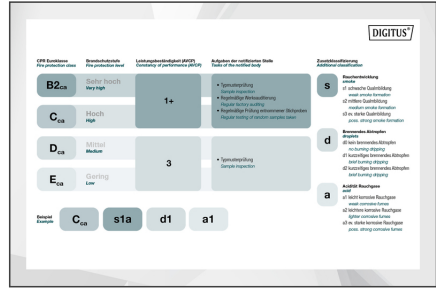 DIGITUS®
CPR Euroklasse
Fire protection class
Brandschutzstufe
Fire protection level
Leistungsbeständigkeit (AVCP)
Constancy of performance (AVCP)
Aufgaben der notifizierten Stelle
Tasks of the notified body
Zusatzklassifizierung
Additional classification
B2ca
Sehr hoch
Very high
Cca
Hoch
High
1+
• Typmusterprüfung
Sample inspection
• Regelmäßige Werksauditierung
Regular factory auditing
• Regelmäßige Prüfung entnommener Stichproben
Regular testing of random samples taken
Dca
Mittel
Medium
Eca
Gering
Low
3
• Typmusterprüfung
Sample inspection
s
Rauchentwicklung
smoke
s1 schwache Qualmbildung
weak smoke formation
s2 mittlere Qualmbildung
medium smoke formation
s3 ev. starke Qualmbildung
poss. strong smoke formation
d
Brennendes Abtropfen
droplets
d0 kein brennendes Abtropfen
no burning dripping
d1 kurzzeitiges brennendes Abtropfen
brief burning dripping
d2 kurzzeitiges brennendes Abtropfen
brief burning dripping
a
Acidität Rauchgase
acid
a1 leicht korrosive Rauchgase
weak corrosive fumes
a2 leichtere korrosive Rauchgase
lighter corrosive fumes
a3 ev. starke korrosive Rauchgase
poss. strong corrosive fumes
Beispiel
Example
Cca
s1a
d1
a1